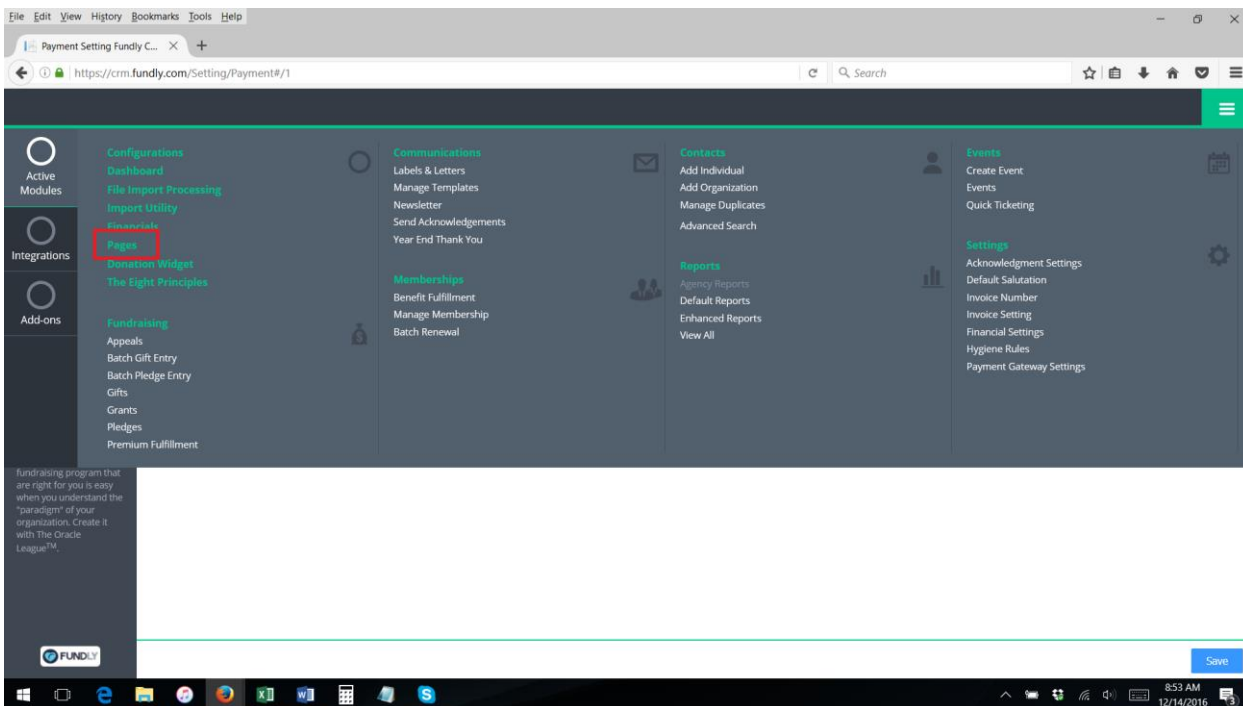 File Edit View History Bookmarks Tools Help
Payment Setting Fundly C...
https://crm.fundly.com/Setting/Payment#/1
Search
Active
Modules
Integrations
Add-ons
Configurations
Dashboard
File Import Processing
Import Utility
Financials
Pages
Donation Widget
The Eight Principles
Fundraising
Appeals
Batch Gift Entry
Batch Pledge Entry
Gifts
Grants
Pledges
Premium Fulfillment
Communications
Labels & Letters
Manage Templates
Newsletter
Send Acknowledgements
Year End Thank You
Memberships
Benefit Fulfillment
Manage Membership
Batch Renewal
Contacts
Add Individual
Add Organization
Manage Duplicates
Advanced Search
Reports
Agency Reports
Default Reports
Enhanced Reports
View All
Events
Create Event
Events
Quick Ticketing
Settings
Acknowledgment Settings
Default Salutation
Invoice Number
Invoice Setting
Financial Settings
Hygiene Rules
Payment Gateway Settings
fundraising program that
are right for you is easy
when you understand the
"paradigm" of your
organization. Create it
with The Oracle
League™.
FUNDLY
Save
8:53 AM
12/14/2016